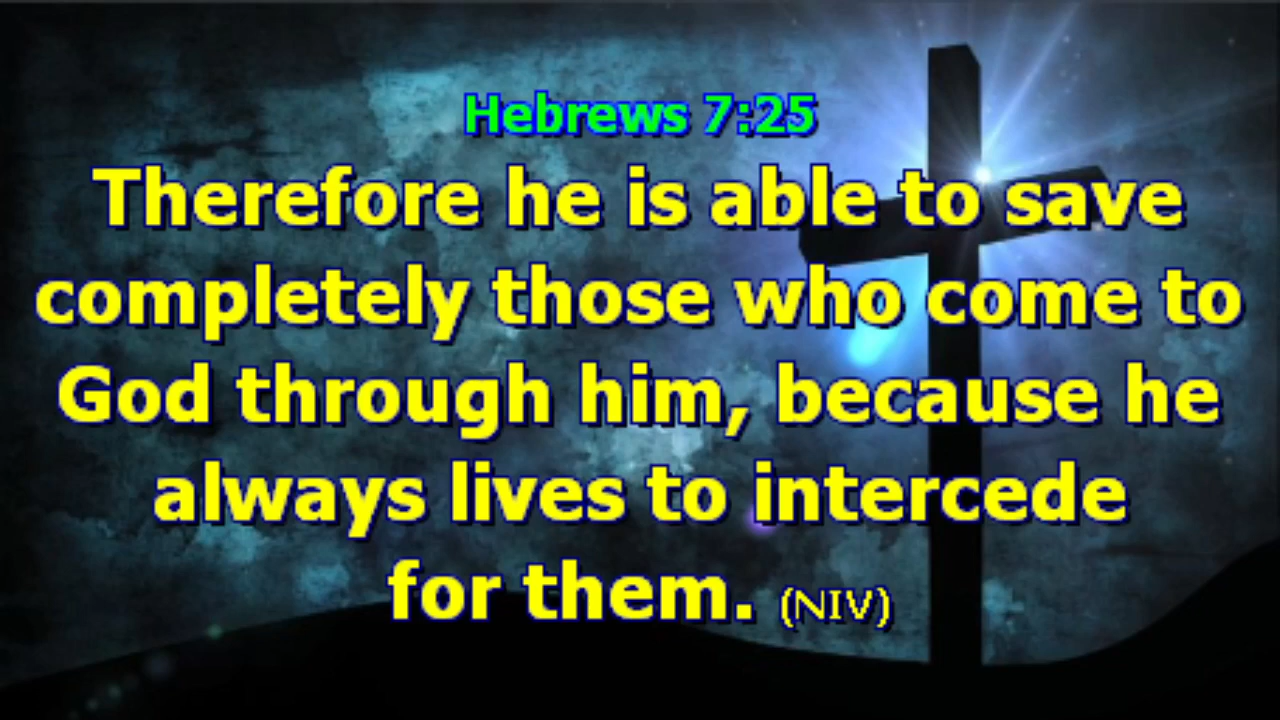 Hebrews 7:25
Therefore he is able to save
completely those who come to
God through him, because he
always lives to intercede
for them. (NIV)